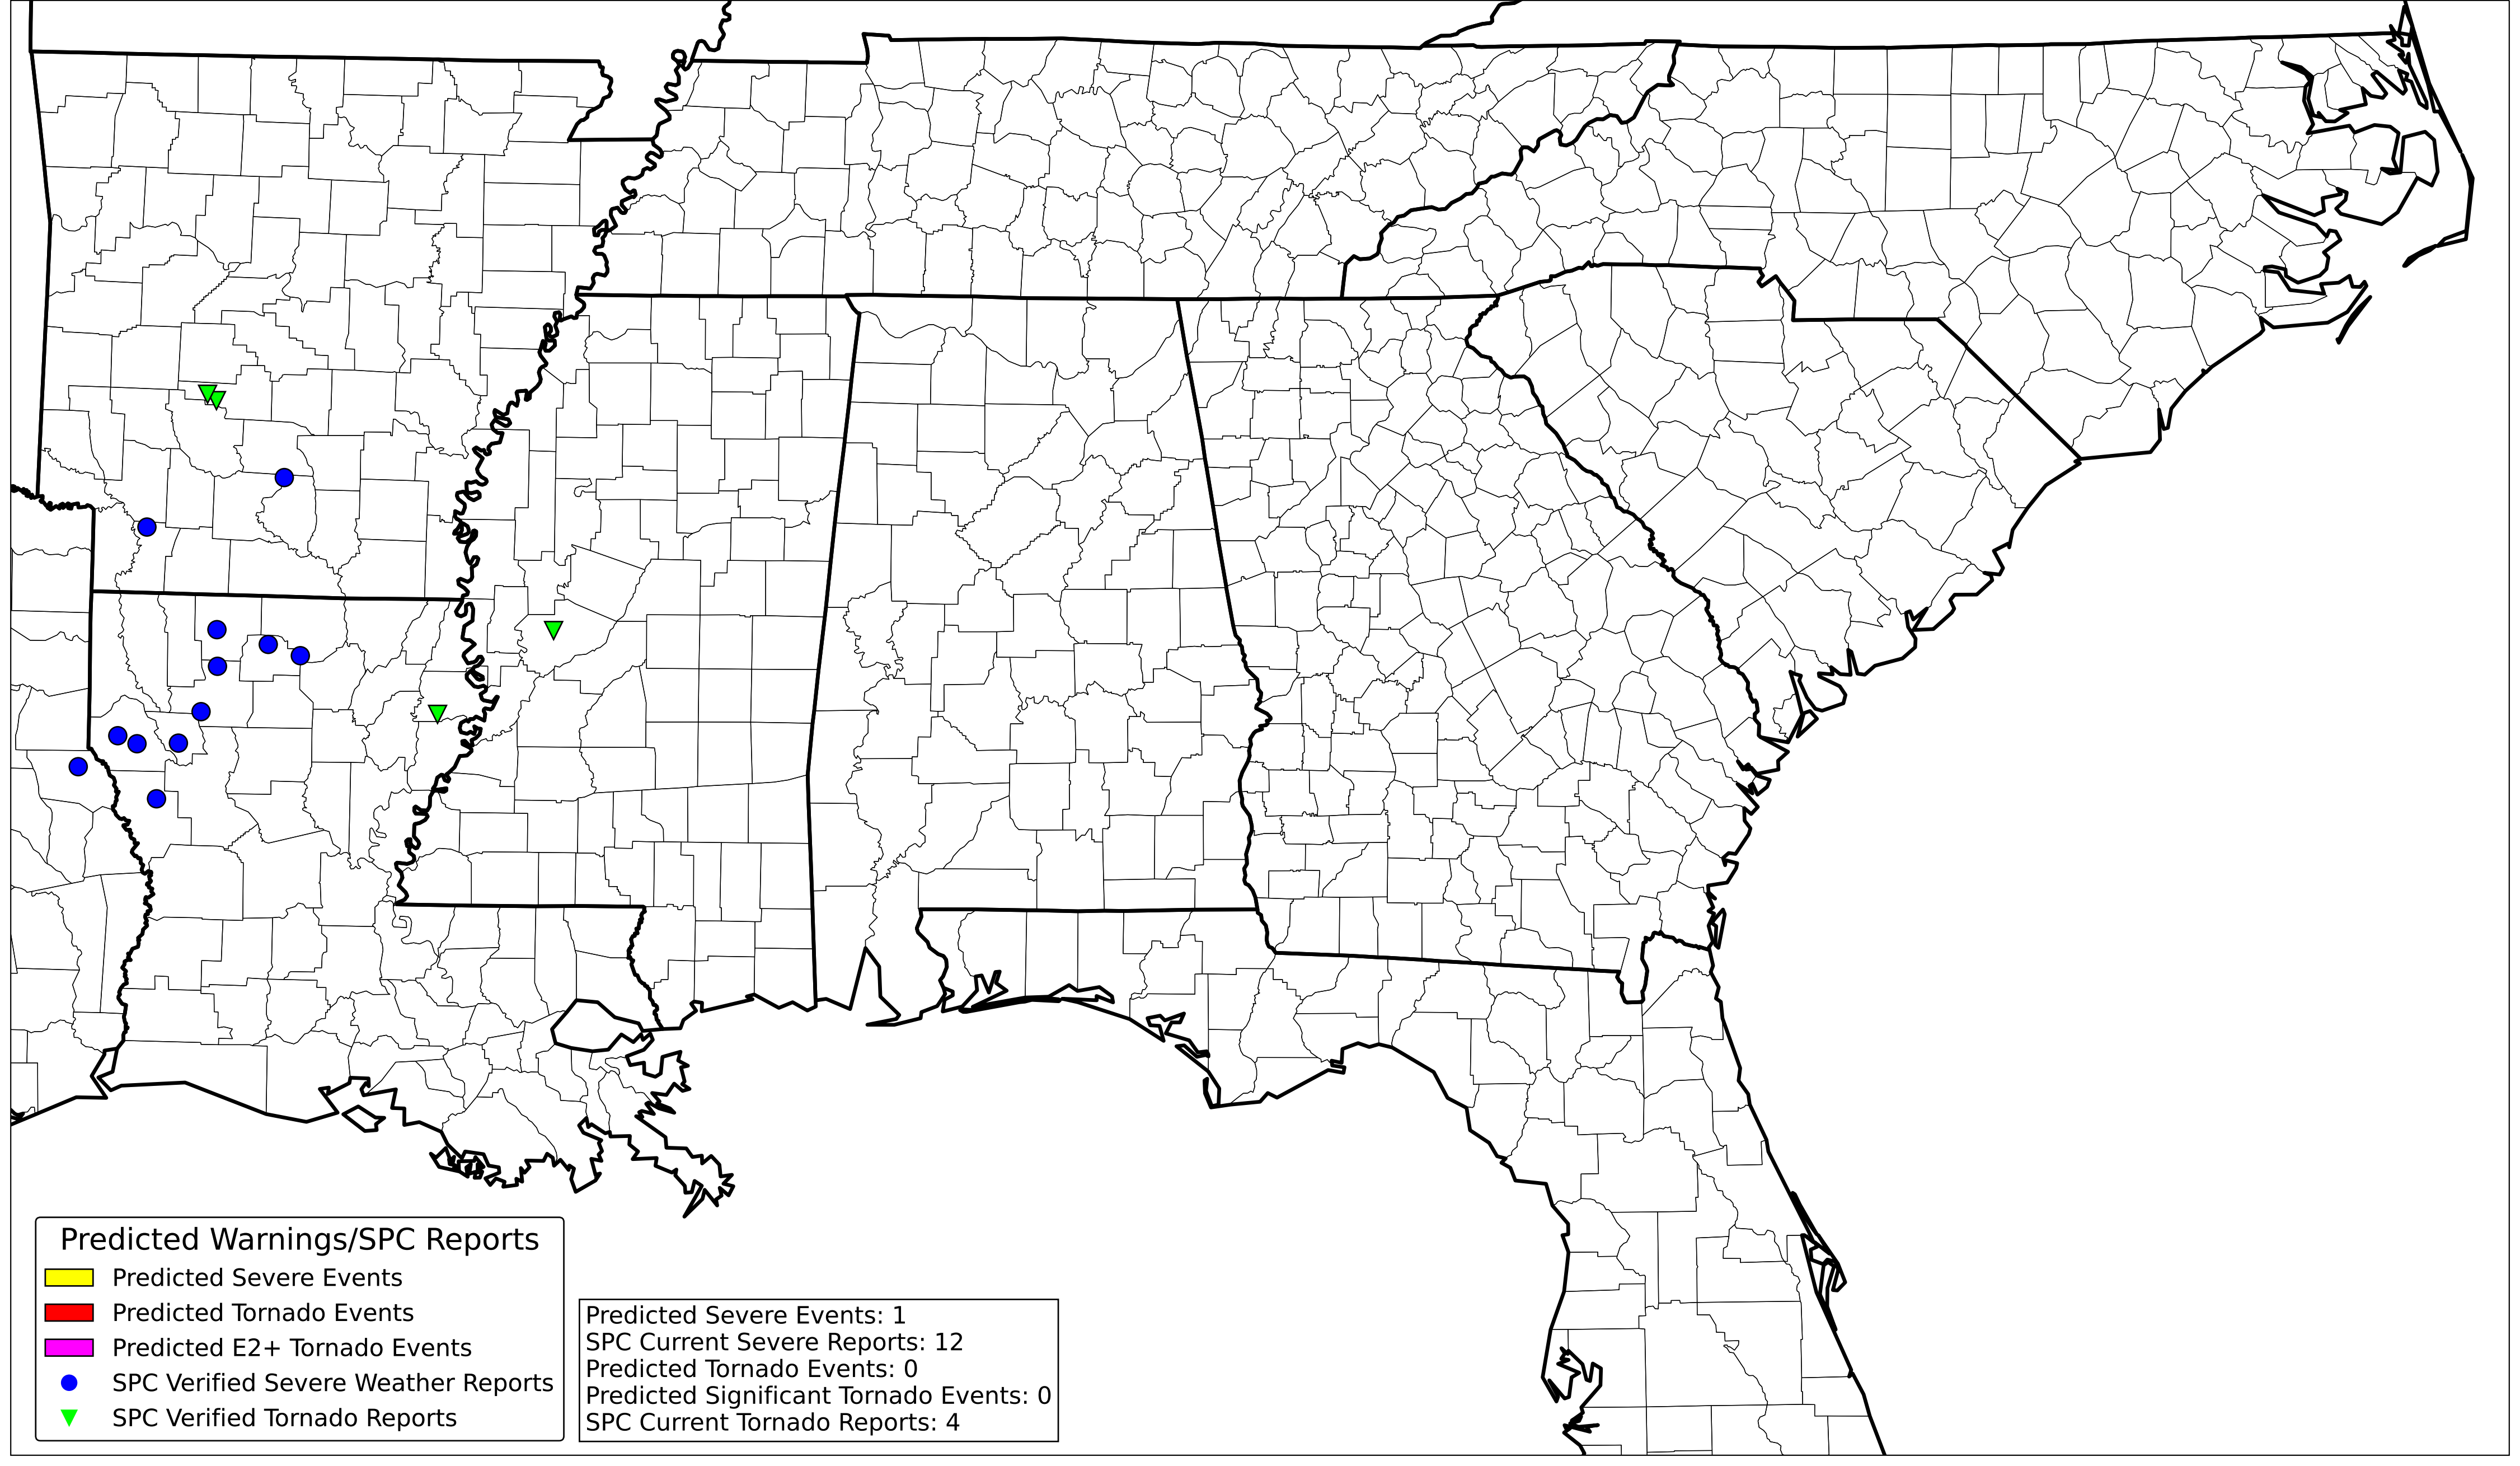 Predicted Warnings/SPC Reports
Predicted Severe Events
Predicted Tornado Events
Predicted E2+ Tornado Events
SPC Verified Severe Weather Reports
SPC Verified Tornado Reports
Predicted Severe Events: 1
SPC Current Severe Reports: 12
Predicted Tornado Events: 0
Predicted Significant Tornado Events: 0
SPC Current Tornado Reports: 4